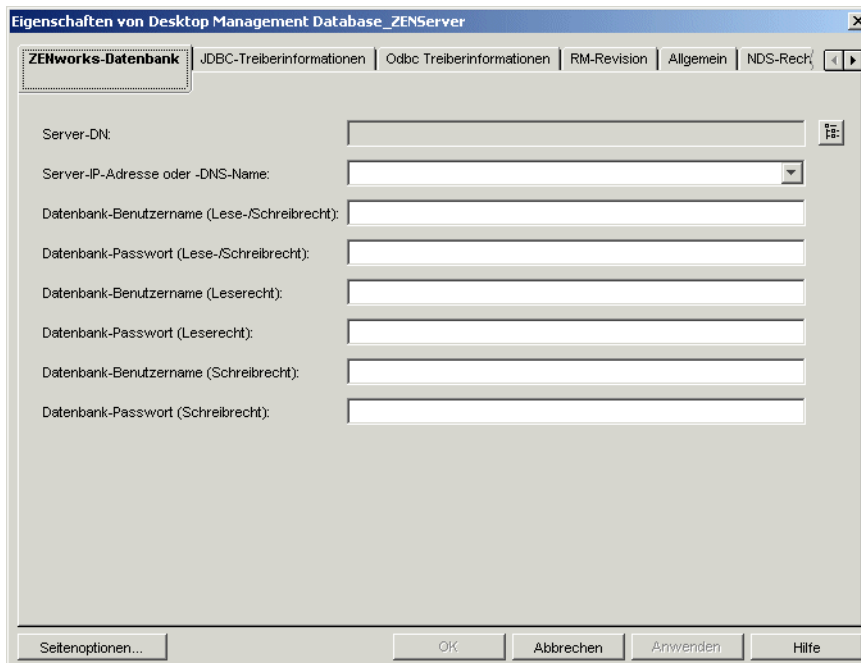 Eigenschaften von Desktop Management Database_ZENServer
ZENworks-Datenbank JDBC-Treiberinformationen Odbc Treiberinformationen RM-Revision Allgemein NDS-Rech
Server-DN:
Server-IP-Adresse oder -DNS-Name:
Datenbank-Benutzername (Lese-/Schreibrecht):
Datenbank-Passwort (Lese-/Schreibrecht):
Datenbank-Benutzername (Leserecht):
Datenbank-Passwort (Leserecht):
Datenbank-Benutzername (Schreibrecht):
Datenbank-Passwort (Schreibrecht):
Seitenoptionen... OK Abbrechen Anwenden Hilfe